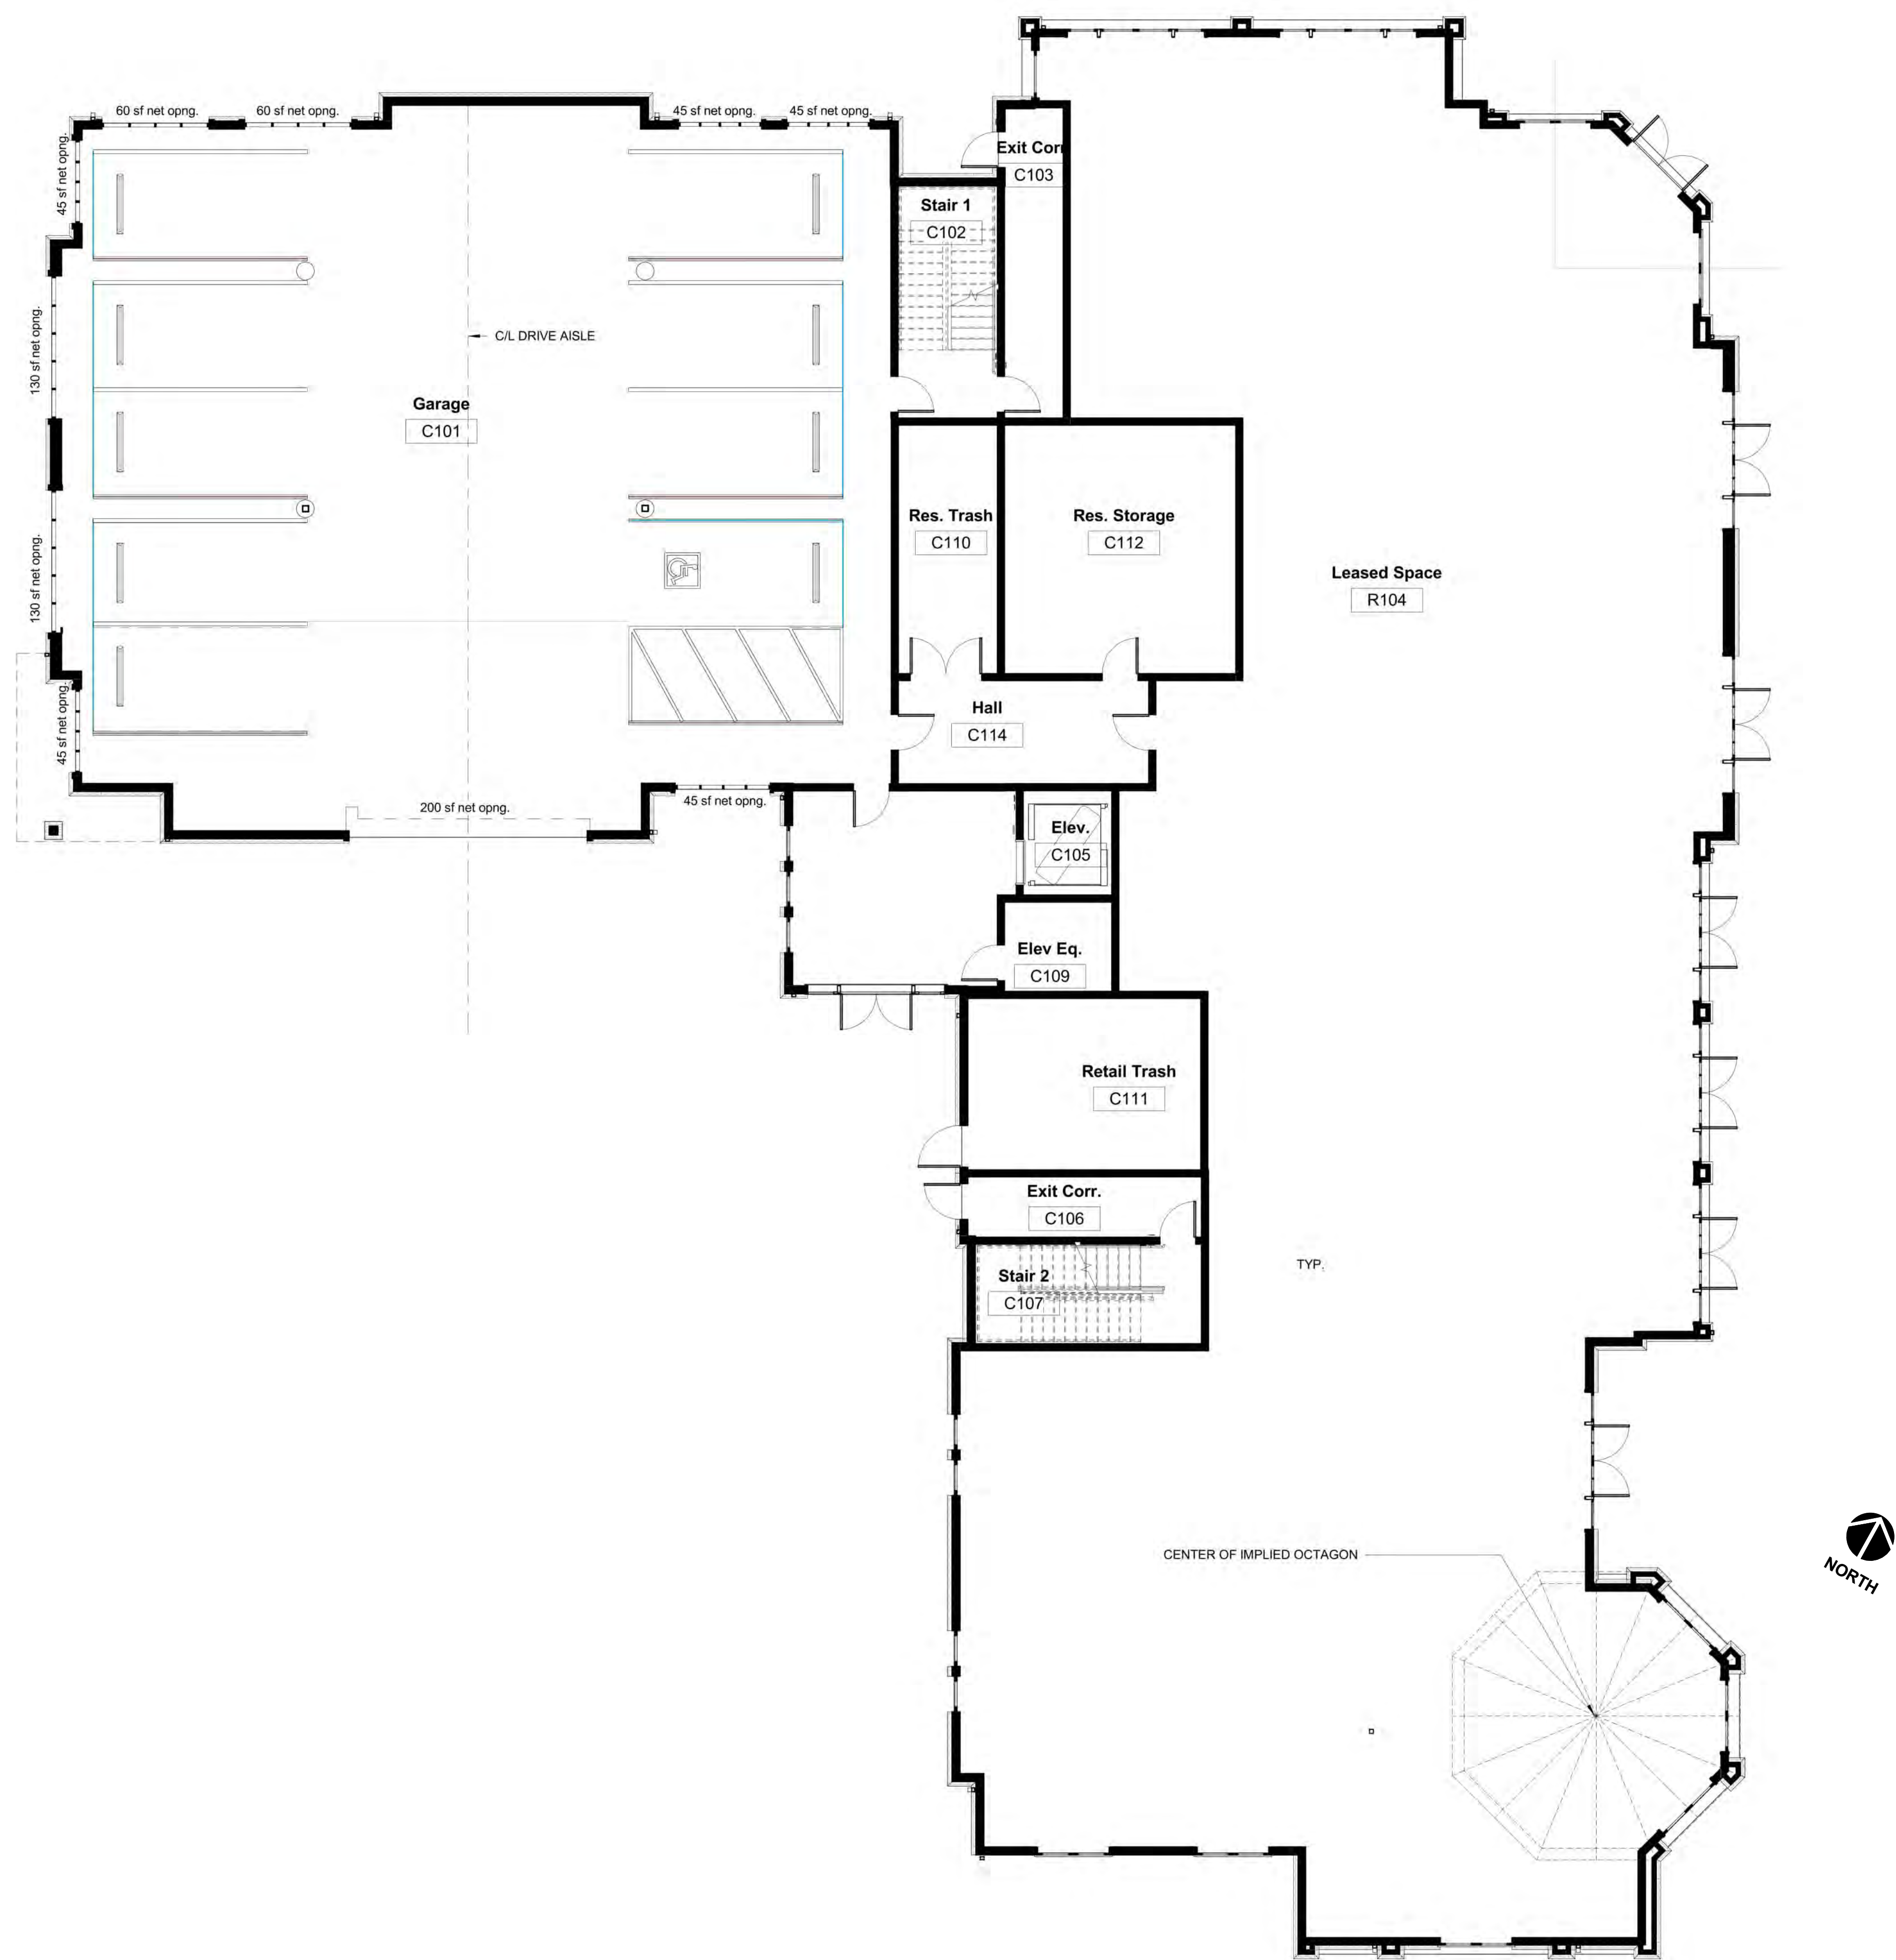 60 sf net opng.
60 sf net opng.
45 sf net opng.
45 sf net opng.
45 sf net opng.
Exit Corr
C103
Stair 1
C102
130 sf net opng.
C/L DRIVE AISLE
Garage
C101
Res. Trash
C110
Res. Storage
C112
Leased Space
R104
130 sf net opng.
45 sf net opng.
Hall
C114
200 sf net opng.
45 sf net opng.
Elev.
C105
Elev Eq.
C109
Retail Trash
C111
Exit Corr.
C106
Stair 2
C107
TYP.
CENTER OF IMPLIED OCTAGON
NORTH